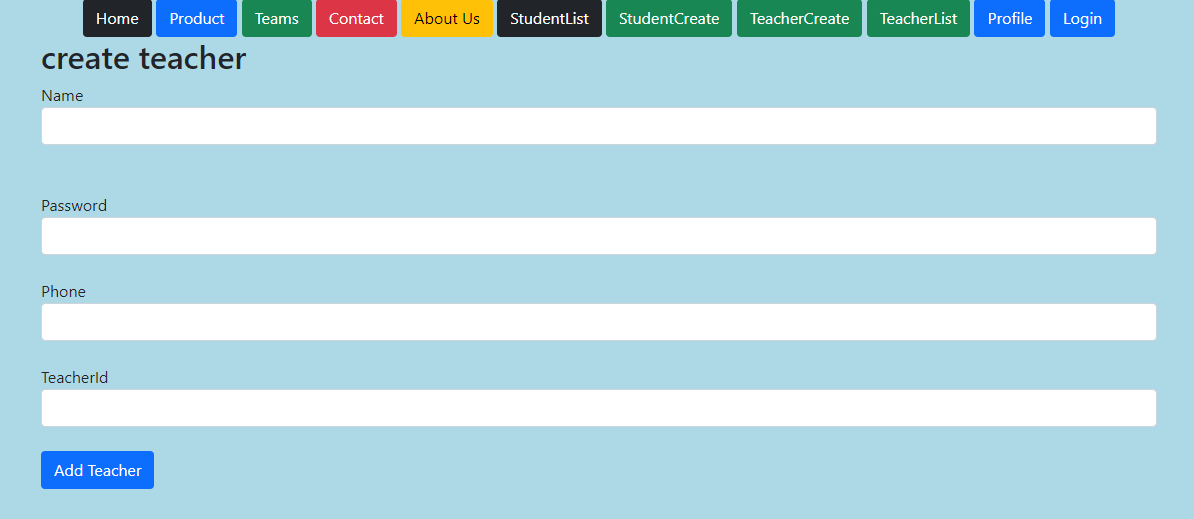 Home Product Teams Contact About Us StudentList StudentCreate TeacherCreate TeacherList Profile Login
create teacher
Name
Password
Phone
TeacherId
Add Teacher